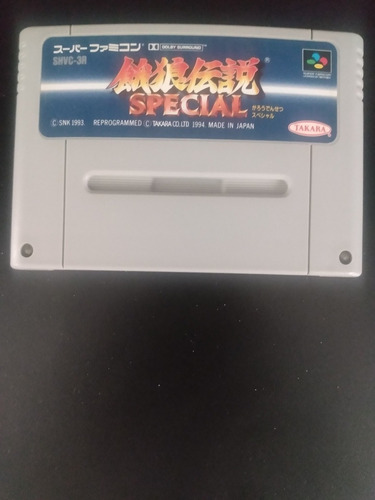 スーパーファミコン DOLBY SURROUND
SHVC-3R
餓狼伝説®
SPECIAL
がろうでんせつ
スペシャル
Ⓒ SNK 1993. REPROGRAMMED Ⓒ TAKARA CO.,LTD. 1994. MADE IN JAPAN
TAKARA